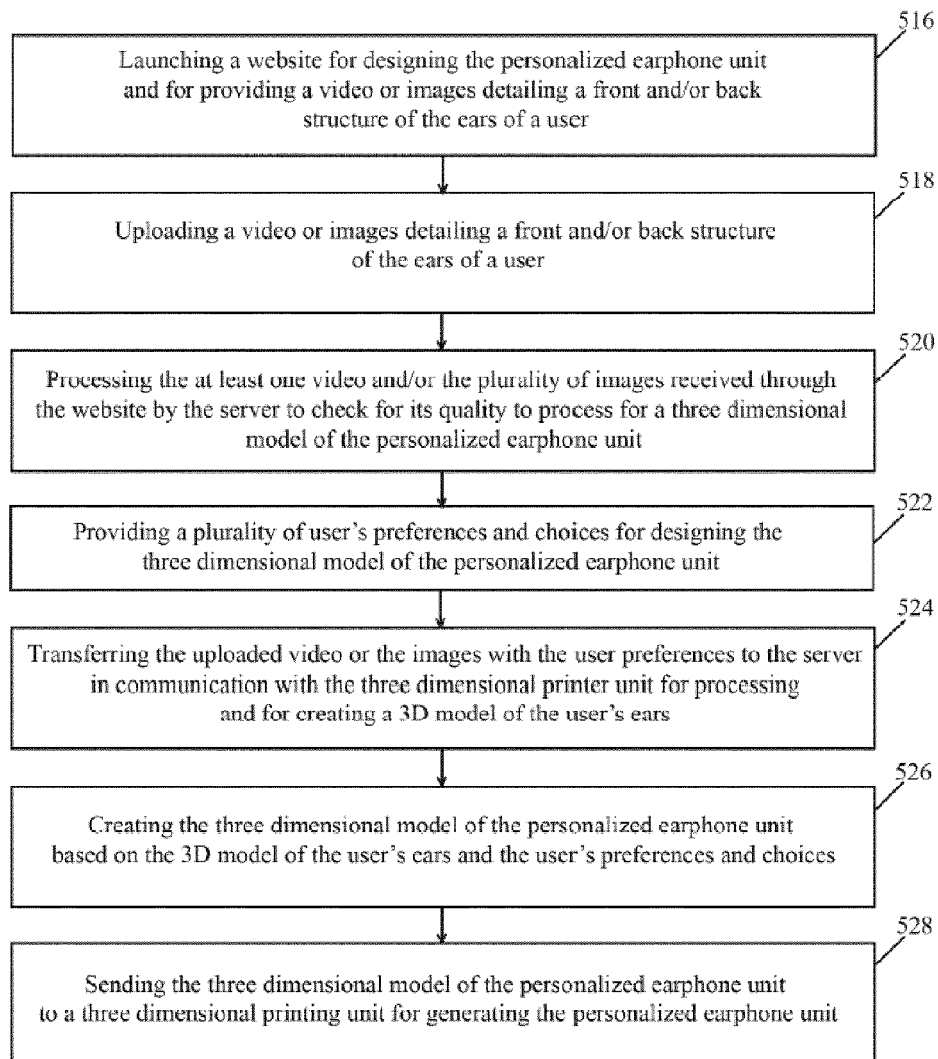 516
Launching a website for designing the personalized earphone unit
and for providing a video or images detailing a front and/or back
structure of the ears of a user
518
Uploading a video or images detailing a front and/or back structure
of the ears of a user
520
Processing the at least one video and/or the plurality of images received through
the website by the server to check for its quality to process for a three dimensional
model of the personalized earphone unit
522
Providing a plurality of user's preferences and choices for designing the
three dimensional model of the personalized earphone unit
524
Transferring the uploaded video or the images with the user preferences to the server
in communication with the three dimensional printer unit for processing
and for creating a 3D model of the user's ears
526
Creating the three dimensional model of the personalized earphone unit
based on the 3D model of the user's ears and the user's preferences and choices
528
Sending the three dimensional model of the personalized earphone unit
to a three dimensional printing unit for generating the personalized earphone unit